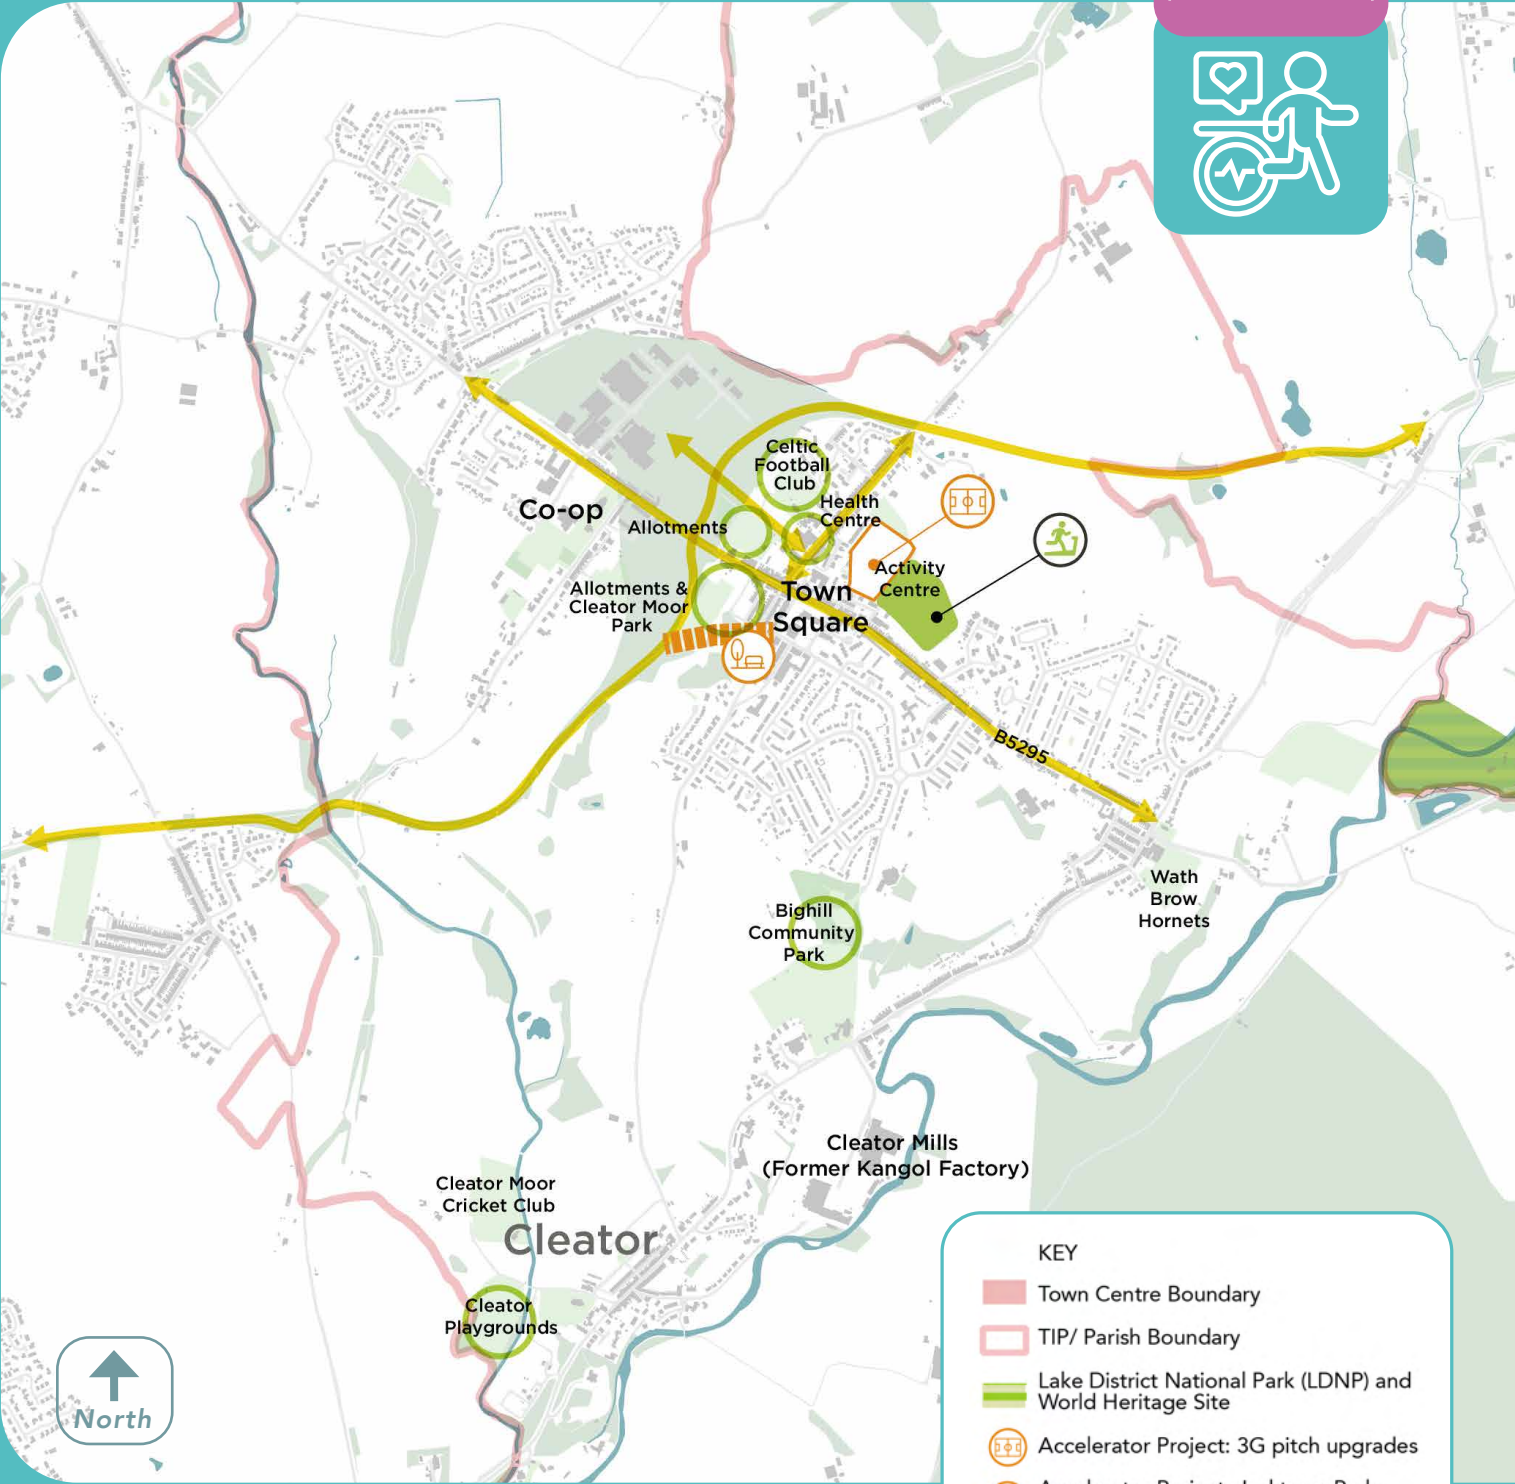 Celtic
Football
Club
Health
Centre
Co-op
Allotments
Activity
Centre
Allotments &
Cleator Moor
Park
Town
Square
B5295
Wath
Brow
Hornets
Bighill
Community
Park
Cleator Mills
(Former Kangol Factory)
Cleator Moor
Cricket Club
Cleator
Cleator
Playgrounds
North
KEY
Town Centre Boundary
TIP/ Parish Boundary
Lake District National Park (LDNP) and
World Heritage Site
Accelerator Project: 3G pitch upgrades